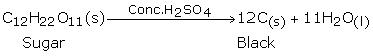 C₁₂H₂₂O₁₁(s) Conc.H₂SO₄ →12C₍s₎ + 11H₂O₍l₎
Sugar Black